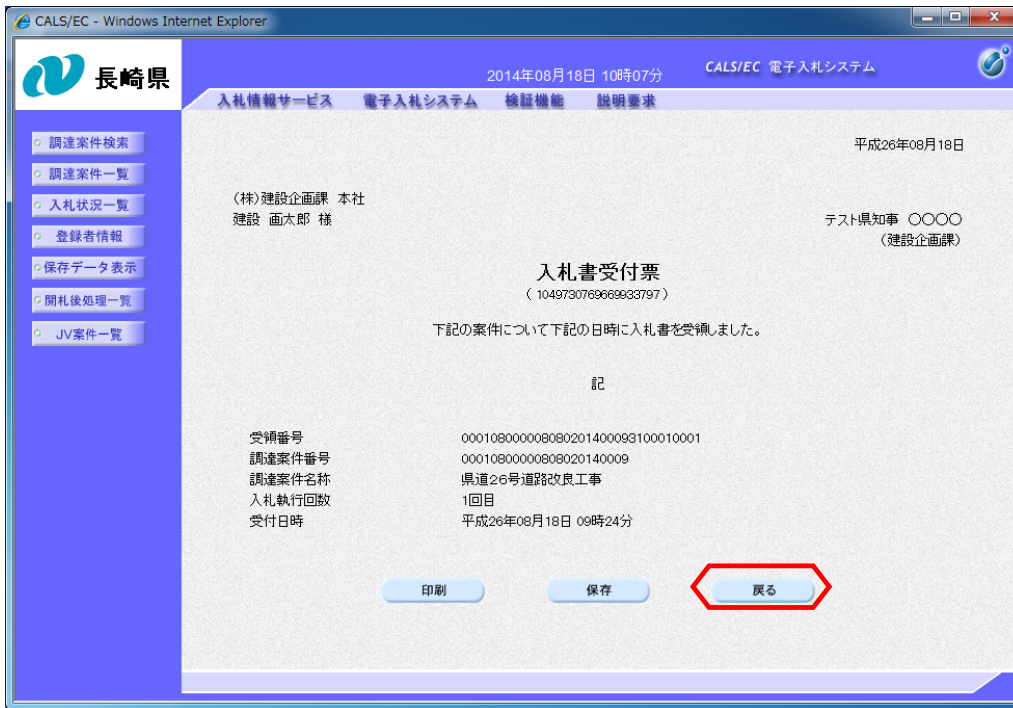 CALS/EC - Windows Internet Explorer
長崎県
2014年08月18日 10時07分
CALS/EC 電子入札システム
入札情報サービス 電子入札システム 検証機能 説明要求
調達案件検索
調達案件一覧
入札状況一覧
登録者情報
保存データ表示
開札後処理一覧
JV案件一覧
平成26年08月18日
(株)建設企画課 本社
建設 画太郎 様
テスト県知事 〇〇〇〇
(建設企画課)
入札書受付票
( 1049730769669933797 )
下記の案件について下記の日時に入札書を受領しました。
記
受領番号 000108000008080201400093100010001
調達案件番号 00010800000808020140009
調達案件名称 県道26号道路改良工事
入札執行回数 1回目
受付日時 平成26年08月18日 09時24分
印刷 保存 戻る